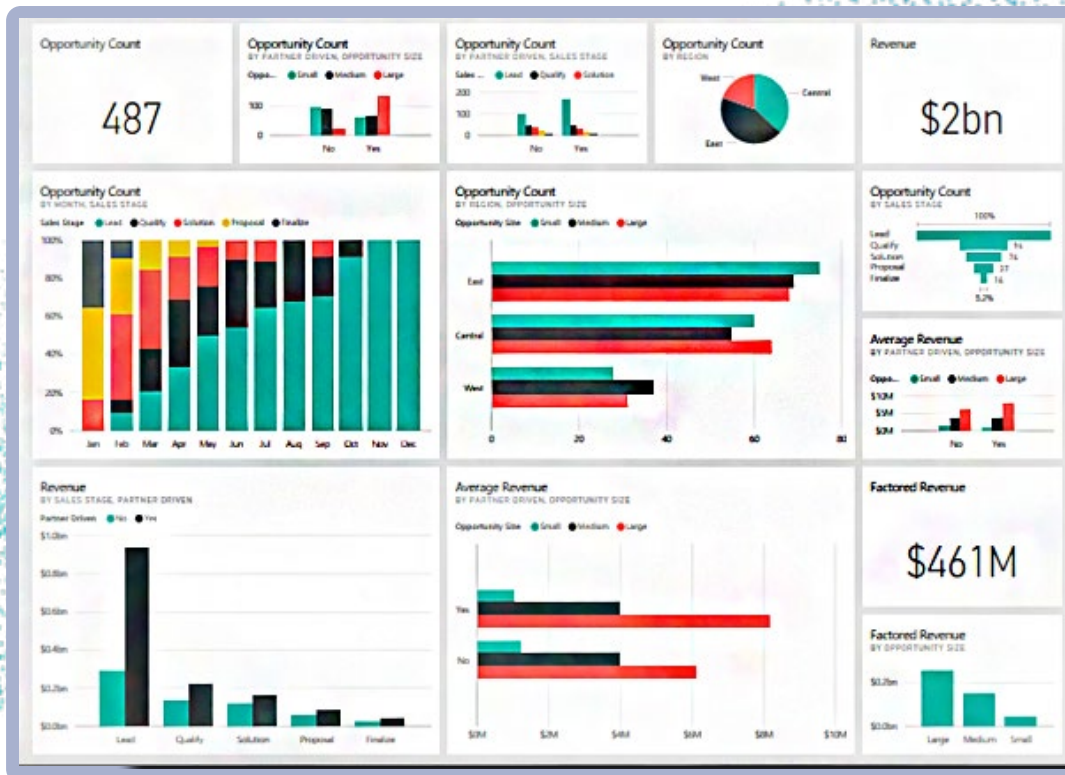 Opportunity Count
487
Opportunity Count
BY PARTNER DRIVEN, OPPORTUNITY SIZE
Oppo... Small Medium Large
100
0
No Yes
Opportunity Count
BY PARTNER DRIVEN, SALES STAGE
Sales ... Lead Qualify Solution
200
100
0
No Yes
Opportunity Count
BY REGION
West
Central
East
Revenue
$2bn
Opportunity Count
BY MONTH, SALES STAGE
Sales Stage Lead Qualify Solution Proposal Finalize
100%
80%
60%
40%
20%
0%
Jan Feb Mar Apr May Jun Jul Aug Sep Oct Nov Dec
Opportunity Count
BY REGION, OPPORTUNITY SIZE
Opportunity Size Small Medium Large
East
Central
West
0 20 40 60 80
Opportunity Count
BY SALES STAGE
100%
Lead
Qualify
Solution
Proposal
Finalize
Average Revenue
BY PARTNER DRIVEN, OPPORTUNITY SIZE
Oppo... Small Medium Large
$10M
$5M
$0M
No Yes
Revenue
BY SALES STAGE, PARTNER DRIVEN
Partner Driven No Yes
$1.0bn
$0.8bn
$0.6bn
$0.4bn
$0.2bn
$0.0bn
Lead Qualify Solution Proposal Finalize
Average Revenue
BY PARTNER DRIVEN, OPPORTUNITY SIZE
Opportunity Size Small Medium Large
Yes
No
$0M $2M $4M $6M $8M $10M
Factored Revenue
$461M
Factored Revenue
BY OPPORTUNITY SIZE
$0.2bn
$0.0bn
Large Medium Small